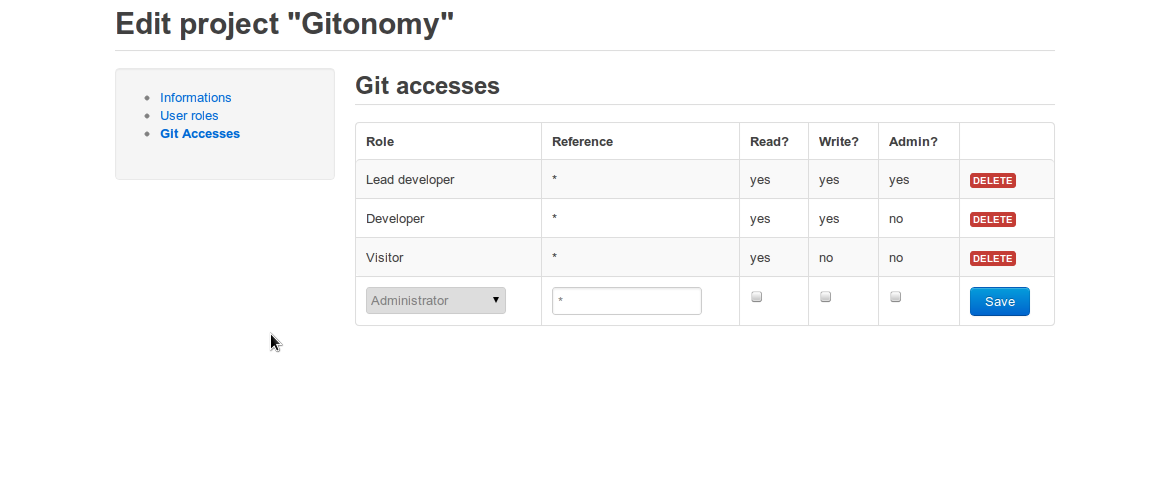 Edit project "Gitonomy"
Informations
User roles
Git Accesses
Git accesses
Role Reference Read? Write? Admin?
Lead developer * yes yes yes DELETE
Developer * yes yes no DELETE
Visitor * yes no no DELETE
Administrator * Save